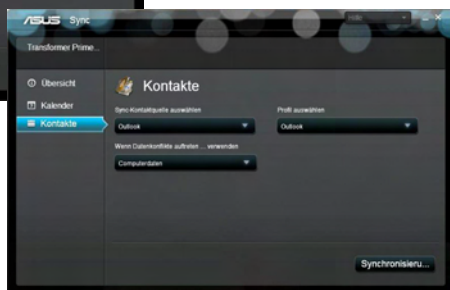 ASUS Sync
Transformer Prime...
Übersicht
Kalender
Kontakte
Kontakte
Sync-Kontaktquelle auswählen
Profil auswählen
Outlook
Outlook
Wenn Datenkonflikte auftreten ... verwenden
Computerdaten
Synchronisieru...